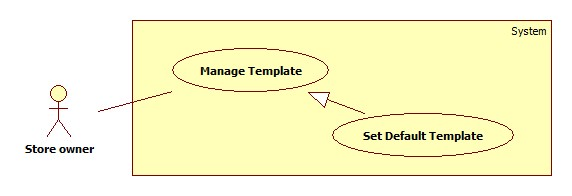 System
Manage Template
Set Default Template
Store owner